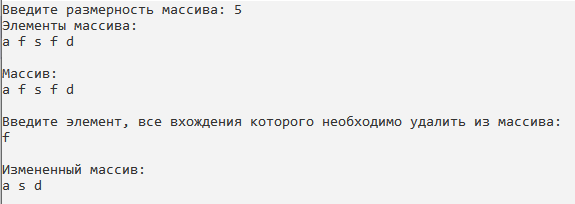 Введите размерность массива: 5
Элементы массива:
a f s f d
Массив:
a f s f d
Введите элемент, все вхождения которого необходимо удалить из массива:
f
Измененный массив:
a s d